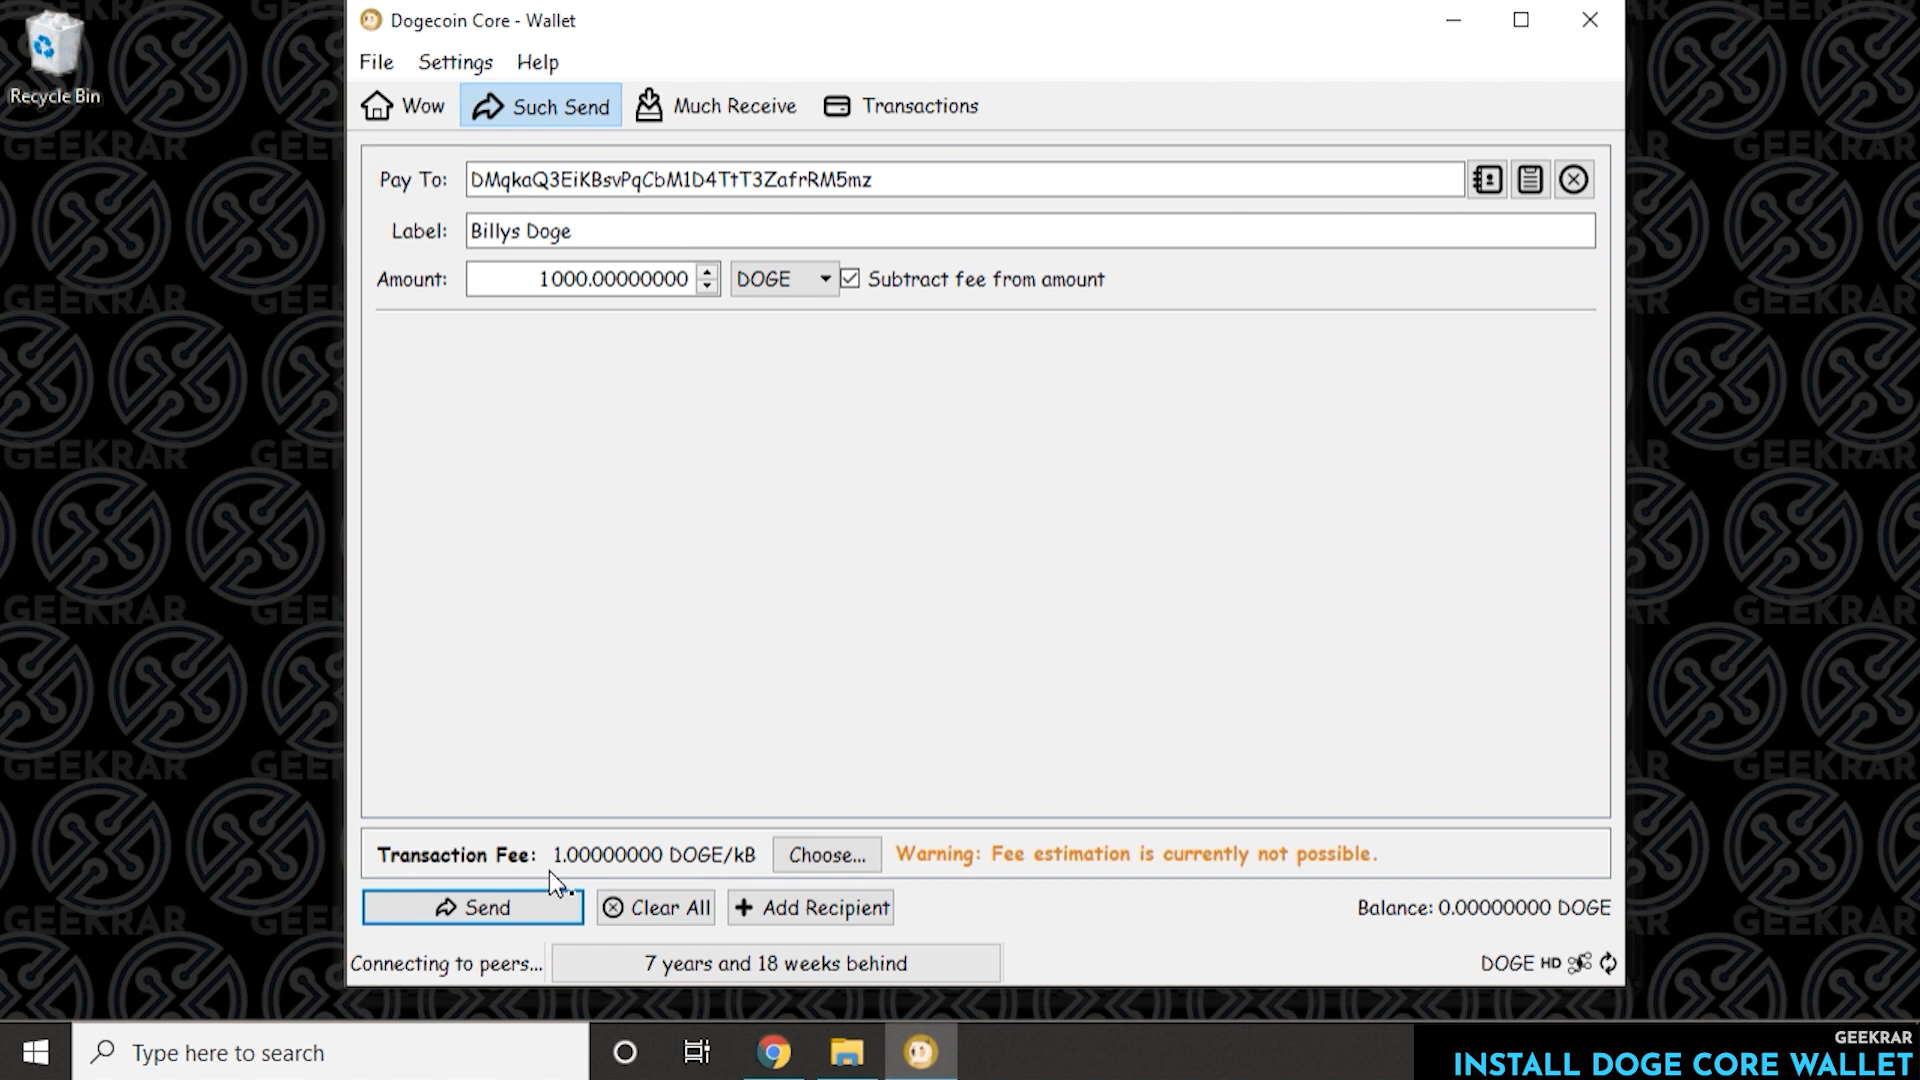 Recycle Bin
Dogecoin Core - Wallet
File Settings Help
Wow Such Send Much Receive Transactions
Pay To: DMqkaQ3EiKBsvPqCbM1D4TtT3ZafrRM5mz
Label: Billys Doge
Amount: 1000.00000000 DOGE Subtract fee from amount
Transaction Fee: 1.00000000 DOGE/kB Choose... Warning: Fee estimation is currently not possible.
Send Clear All Add Recipient Balance: 0.00000000 DOGE
Connecting to peers... 7 years and 18 weeks behind DOGE HD
Type here to search
GEEKRAR
INSTALL DOGE CORE WALLET
GEEKRAR